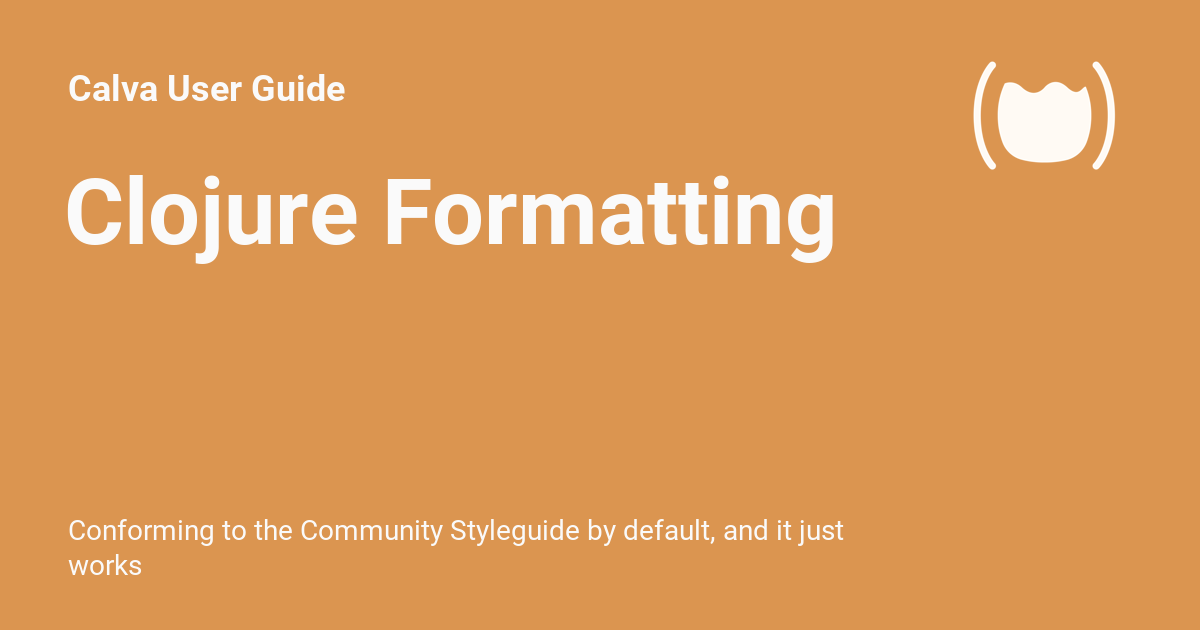 Calva User Guide
Clojure Formatting
Conforming to the Community Styleguide by default, and it just
works